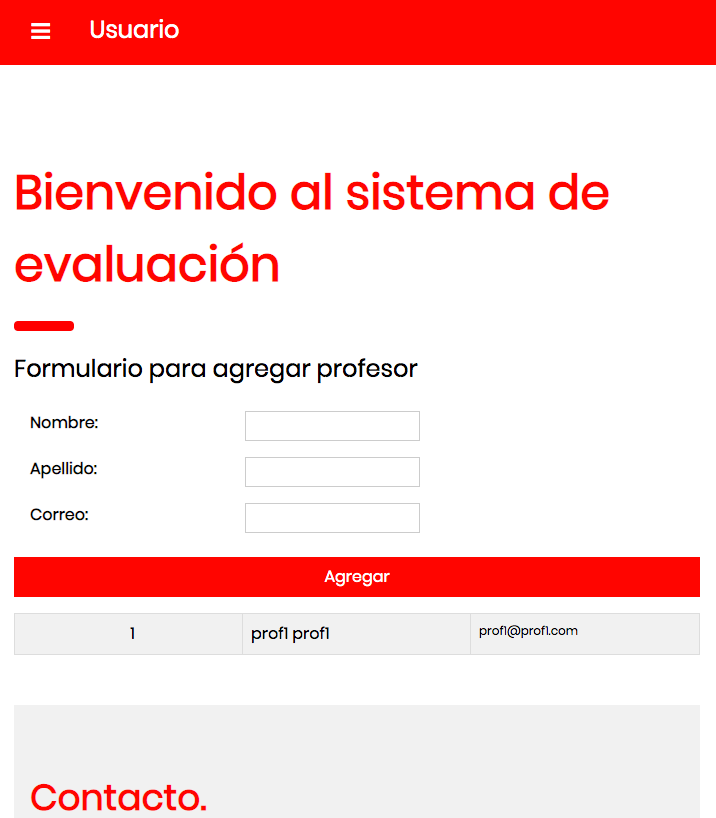 Usuario
Bienvenido al sistema de
evaluación
Formulario para agregar profesor
Nombre:
Apellido:
Correo:
Agregar
1 prof1 prof1 prof1@prof1.com
Contacto.